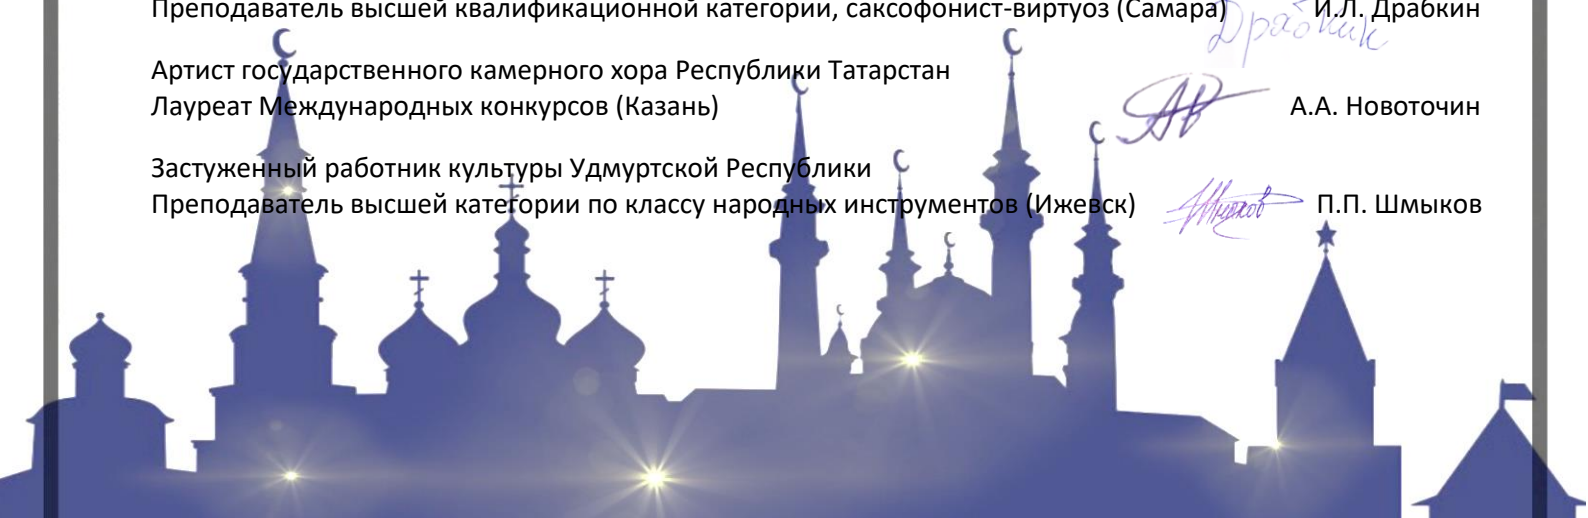 Преподаватель высшей квалификационной категории, саксофонист-виртуоз (Самара) И.Л. Драбкин
Драбкин
Артист государственного камерного хора Республики Татарстан
Лауреат Международных конкурсов (Казань) А.А. Новоточин
Застуженный работник культуры Удмуртской Республики
Преподаватель высшей категории по классу народных инструментов (Ижевск) П.П. Шмыков